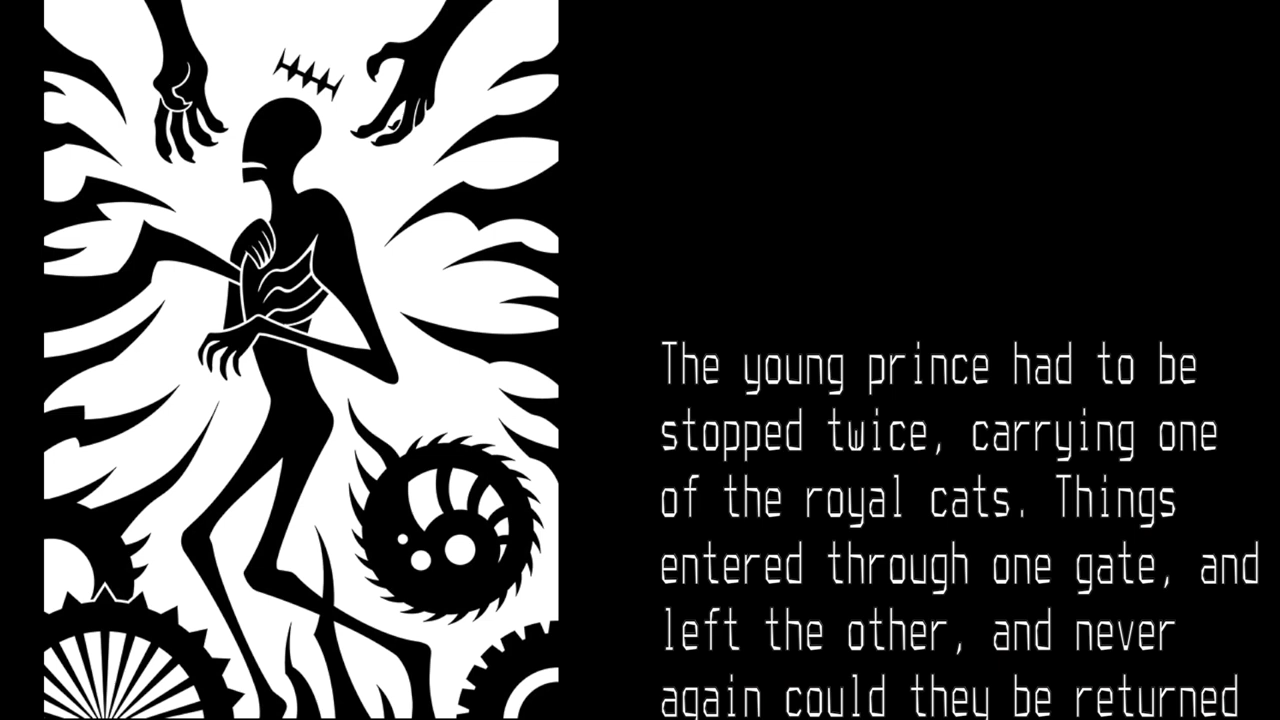 The young prince had to be
stopped twice, carrying one
of the royal cats. Things
entered through one gate, and
left the other, and never
again could they be returned